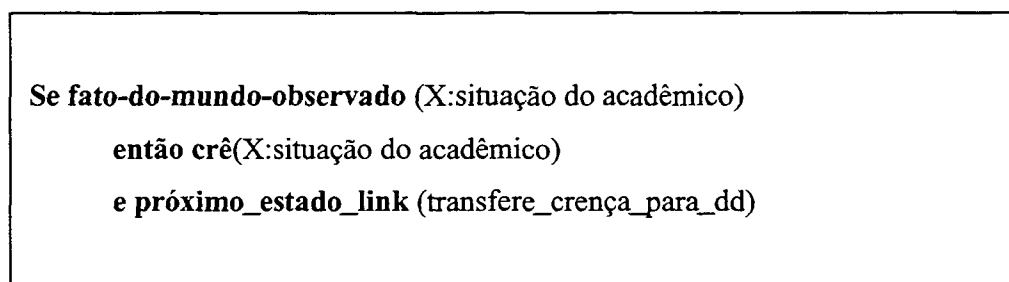 Se fato-do-mundo-observado (X:situação do acadêmico)
então crê(X:situação do acadêmico)
e próximo_estado_link (transfere_crença_para_dd)